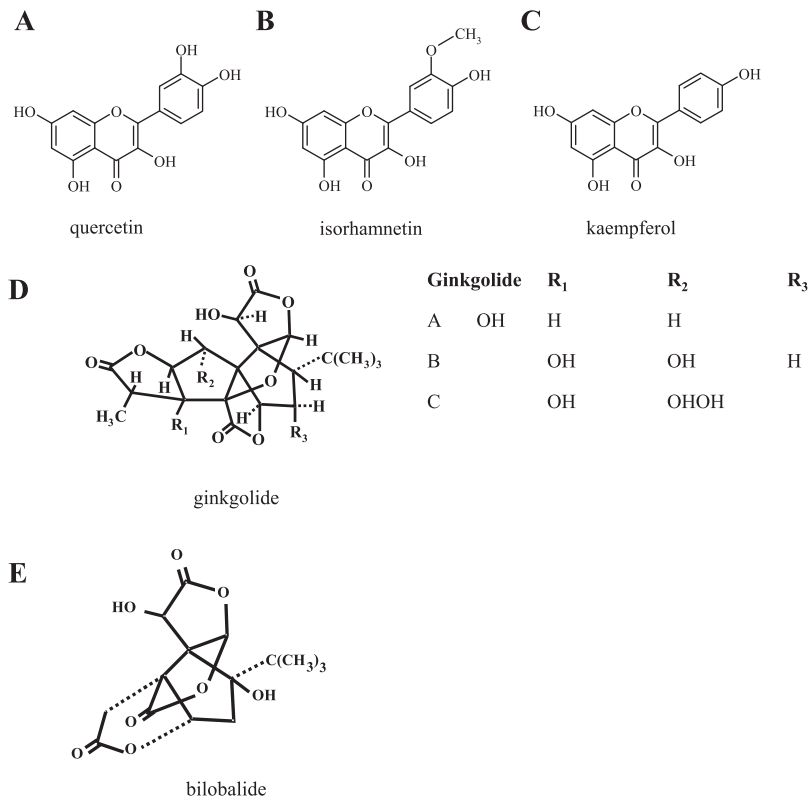 A
B
C
OH
OH
HO
O
OH
OH
O
quercetin
O
CH₃
OH
HO
O
OH
OH
O
isorhamnetin
OH
HO
O
OH
OH
O
kaempferol
D
O
O
HO
H
H
H
O
O
R₂
H
H
C(CH₃)₃
O
H
H₃C
R₁
H
H
O
O
R₃
ginkgolide
Ginkgolide R₁ R₂ R₃
A OH H H
B OH OH H
C OH OHOH
E
O
O
HO
C(CH₃)₃
O
OH
O
O
O
bilobalide